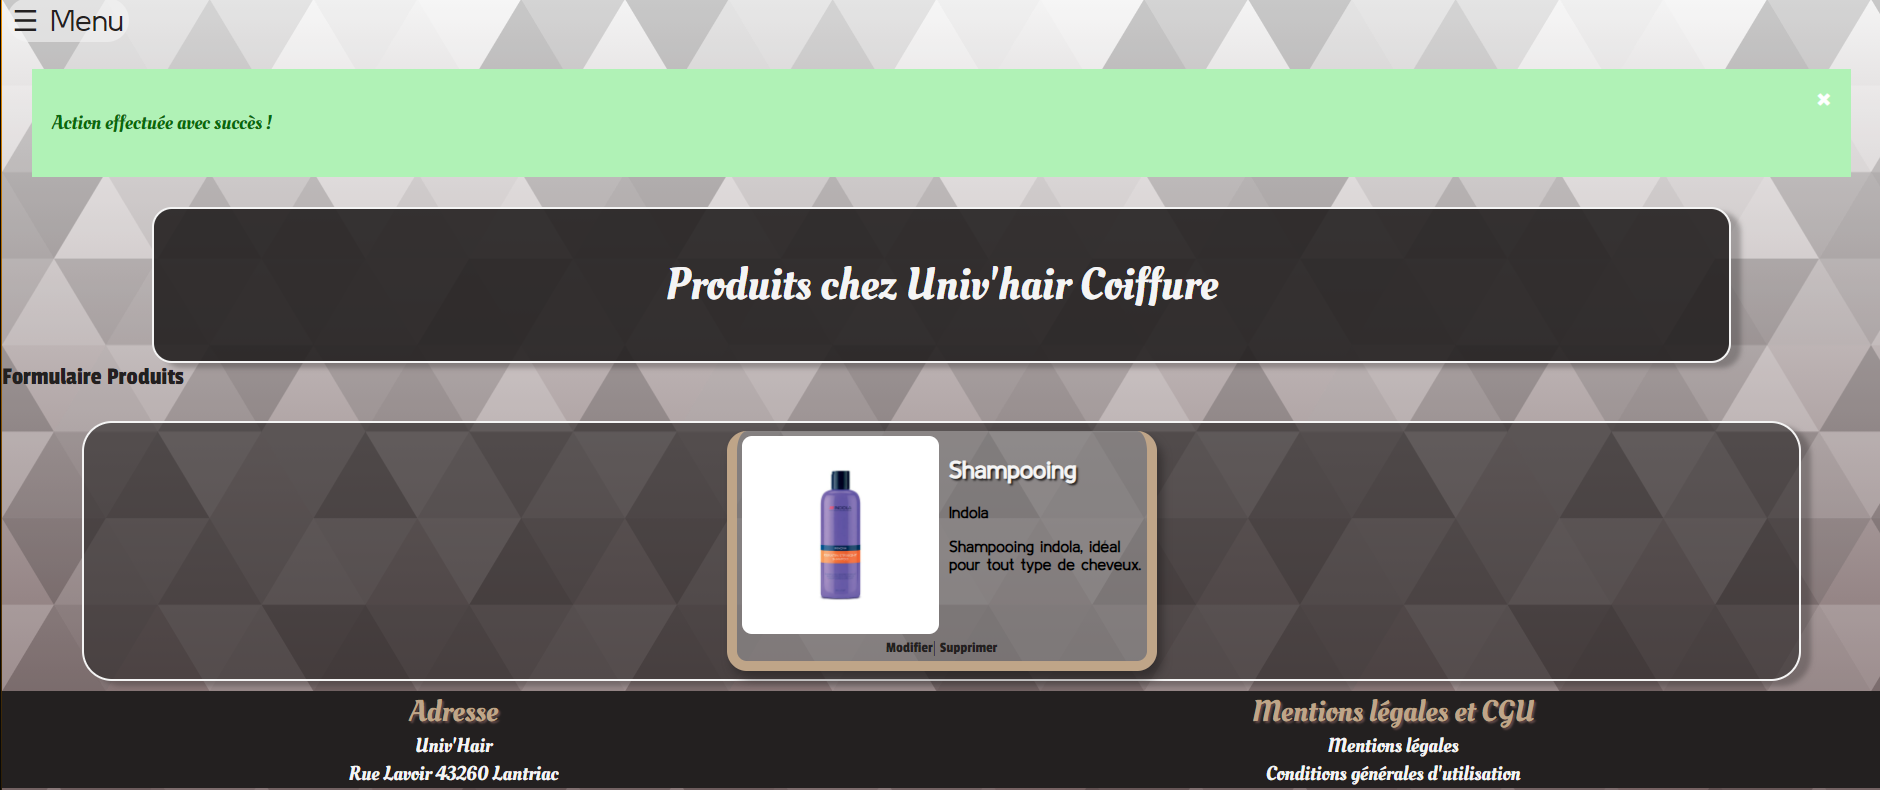 ☰ Menu
Action effectuée avec succès !
✖
Produits chez Univ'hair Coiffure
Formulaire Produits
Shampooing
Indola
Shampooing indola, idéal
pour tout type de cheveux.
Modifier| Supprimer
Adresse
Univ'Hair
Rue Lavoir 43260 Lantriac
Mentions légales et CGU
Mentions légales
Conditions générales d'utilisation